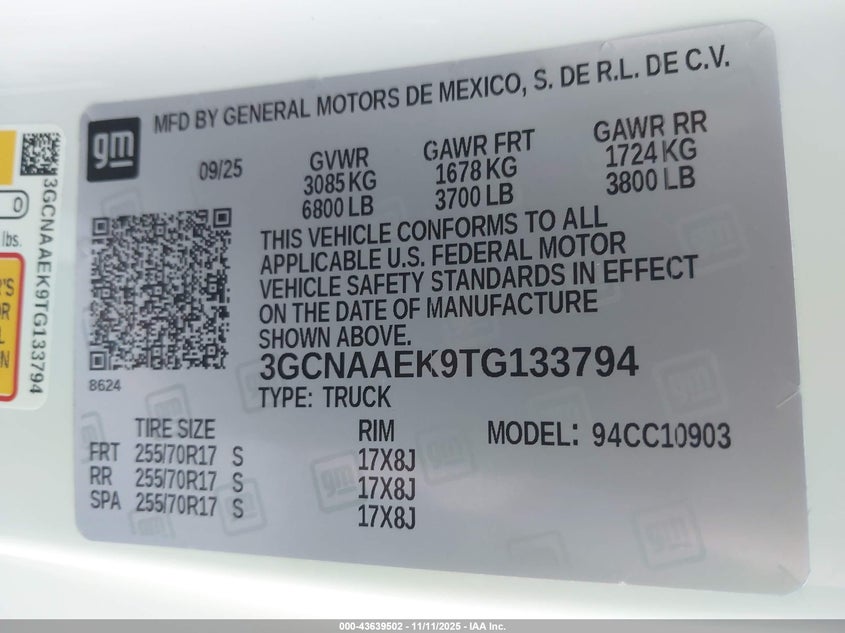 gm
MFD BY GENERAL MOTORS DE MEXICO, S. DE R.L. DE C.V.
09/25
GVWR
3085 KG
6800 LB
GAWR FRT
1678 KG
3700 LB
GAWR RR
1724 KG
3800 LB
THIS VEHICLE CONFORMS TO ALL
APPLICABLE U.S. FEDERAL MOTOR
VEHICLE SAFETY STANDARDS IN EFFECT
ON THE DATE OF MANUFACTURE
SHOWN ABOVE.
8624
3GCNAAEK9TG133794
TYPE: TRUCK
MODEL: 94CC10903
TIRE SIZE RIM
FRT 255/70R17 S 17X8J
RR 255/70R17 S 17X8J
SPA 255/70R17 S 17X8J
3GCNAAEK9TG133794
0
lbs.
000-43639502 - 11/11/2025 - IAA Inc.